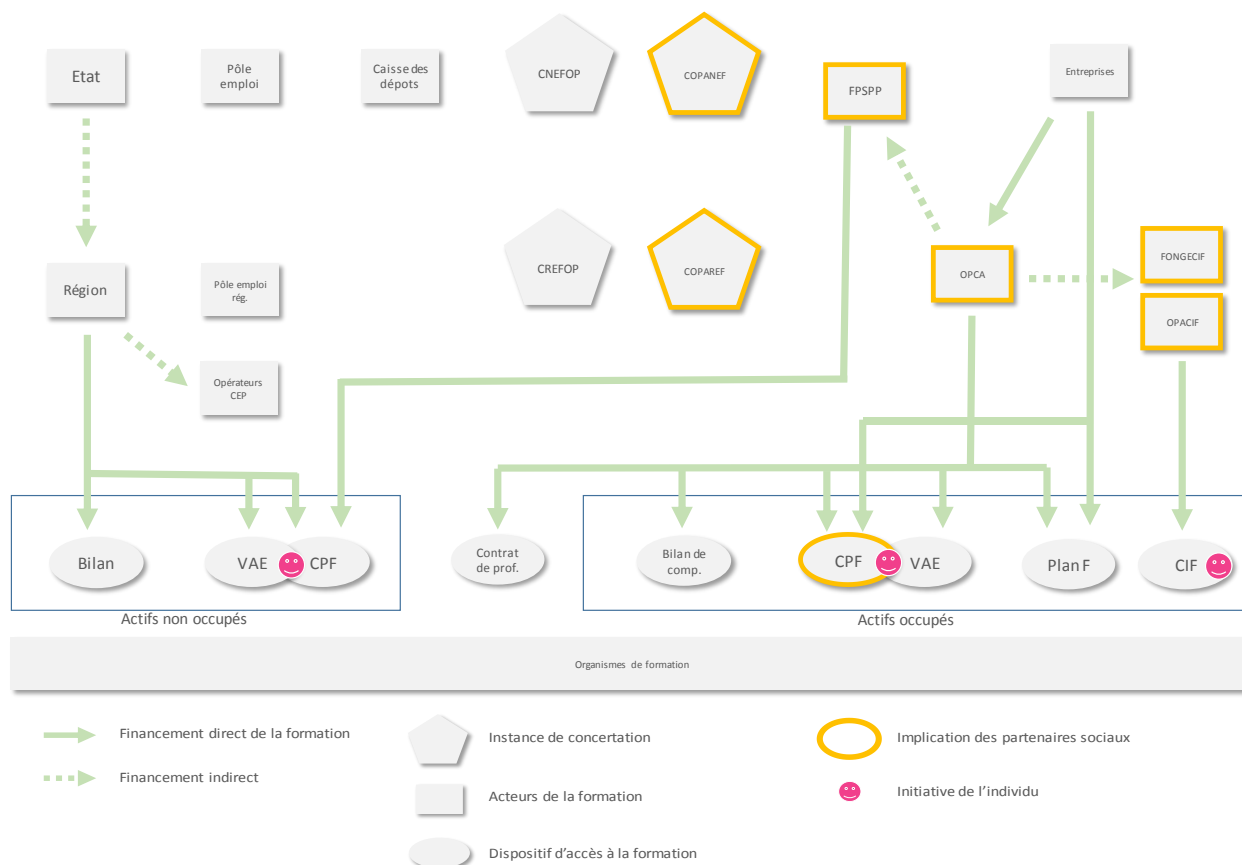 Etat
Pôle
emploi
Caisse des
dépots
CNEFOP
COPANEF
FPSPP
Entreprises
Région
Pôle emploi
rég.
CREFOP
COPAREF
OPCA
FONGECIF
OPACIF
Opérateurs
CEP
Bilan
VAE
CPF
Contrat
de prof.
Bilan de
comp.
CPF
VAE
Plan F
CIF
Actifs non occupés
Actifs occupés
Organismes de formation
Financement direct de la formation
Instance de concertation
Implication des partenaires sociaux
Financement indirect
Acteurs de la formation
Initiative de l’individu
Dispositif d’accès à la formation